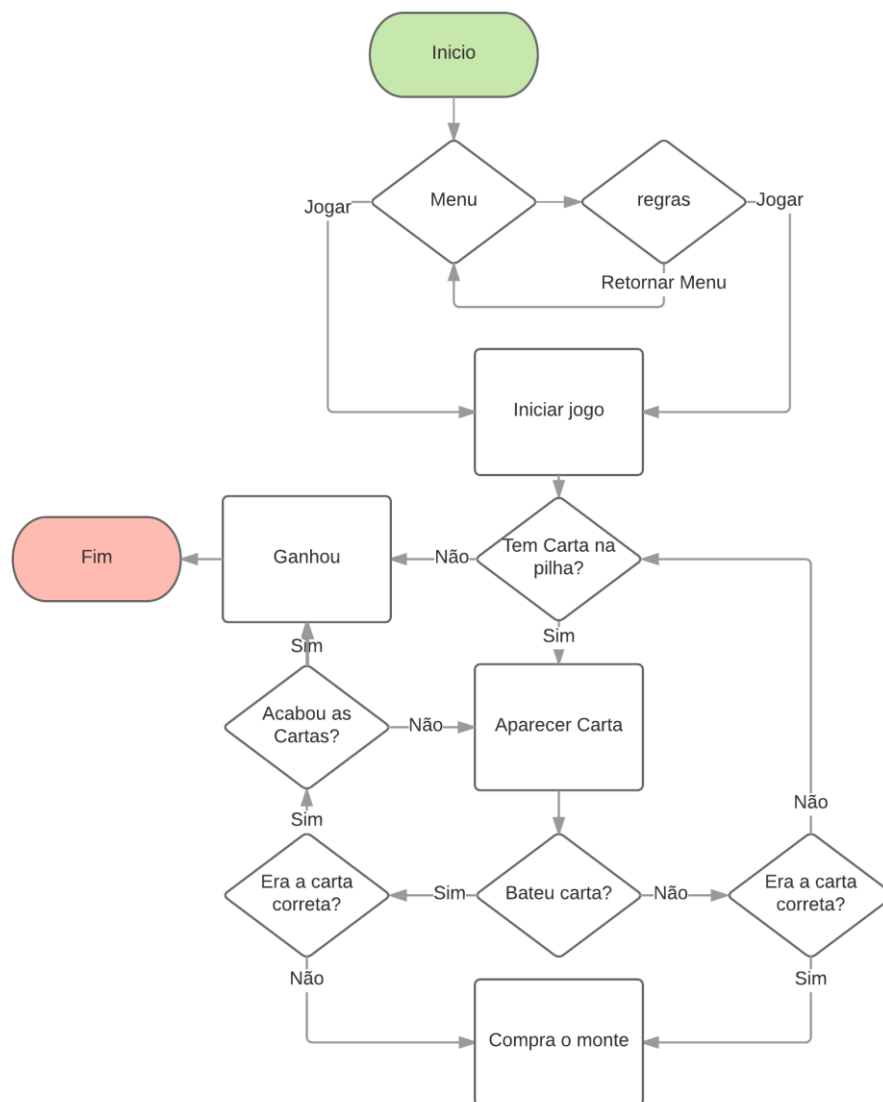 Inicio
Menu
regras
Jogar
Jogar
Retornar Menu
Iniciar jogo
Fim
Ganhou
Não
Tem Carta na
pilha?
Sim
Sim
Acabou as
Cartas?
Não
Aparecer Carta
Não
Sim
Era a carta
correta?
Sim
Bateu carta?
Não
Era a carta
correta?
Não
Sim
Compra o monte